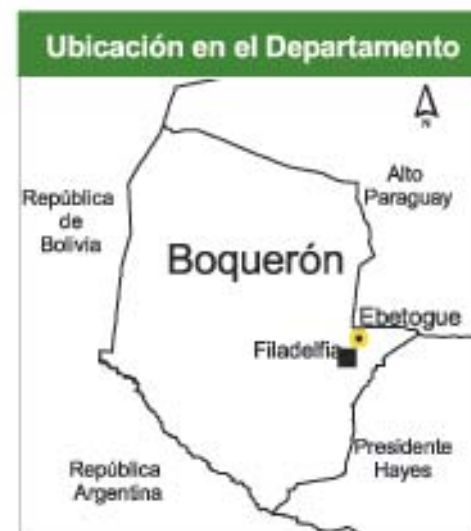 Ubicación en el Departamento
N
Alto
Paraguay
República
de
Bolivia
Boquerón
Ebetogue
Filadelfia
Presidente
Hayes
República
Argentina